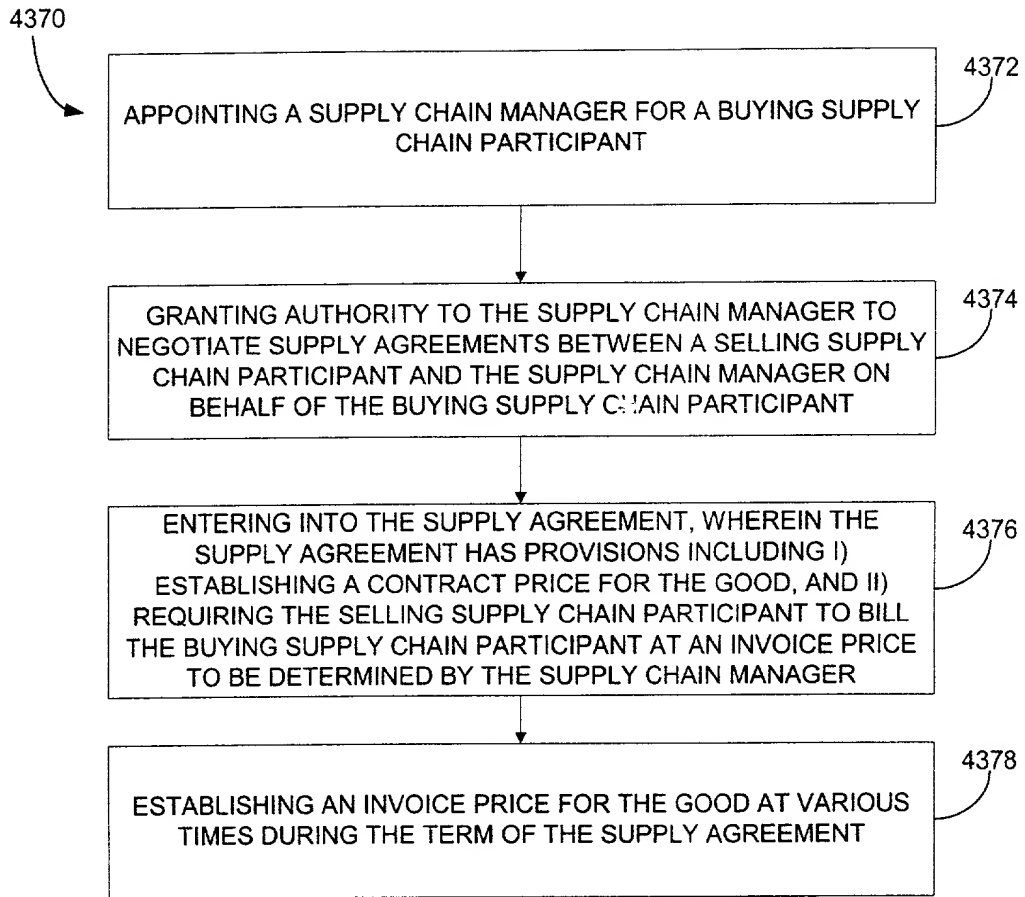 4370
4372
APPOINTING A SUPPLY CHAIN MANAGER FOR A BUYING SUPPLY
CHAIN PARTICIPANT
4374
GRANTING AUTHORITY TO THE SUPPLY CHAIN MANAGER TO
NEGOTIATE SUPPLY AGREEMENTS BETWEEN A SELLING SUPPLY
CHAIN PARTICIPANT AND THE SUPPLY CHAIN MANAGER ON
BEHALF OF THE BUYING SUPPLY CHAIN PARTICIPANT
4376
ENTERING INTO THE SUPPLY AGREEMENT, WHEREIN THE
SUPPLY AGREEMENT HAS PROVISIONS INCLUDING I)
ESTABLISHING A CONTRACT PRICE FOR THE GOOD, AND II)
REQUIRING THE SELLING SUPPLY CHAIN PARTICIPANT TO BILL
THE BUYING SUPPLY CHAIN PARTICIPANT AT AN INVOICE PRICE
TO BE DETERMINED BY THE SUPPLY CHAIN MANAGER
4378
ESTABLISHING AN INVOICE PRICE FOR THE GOOD AT VARIOUS
TIMES DURING THE TERM OF THE SUPPLY AGREEMENT